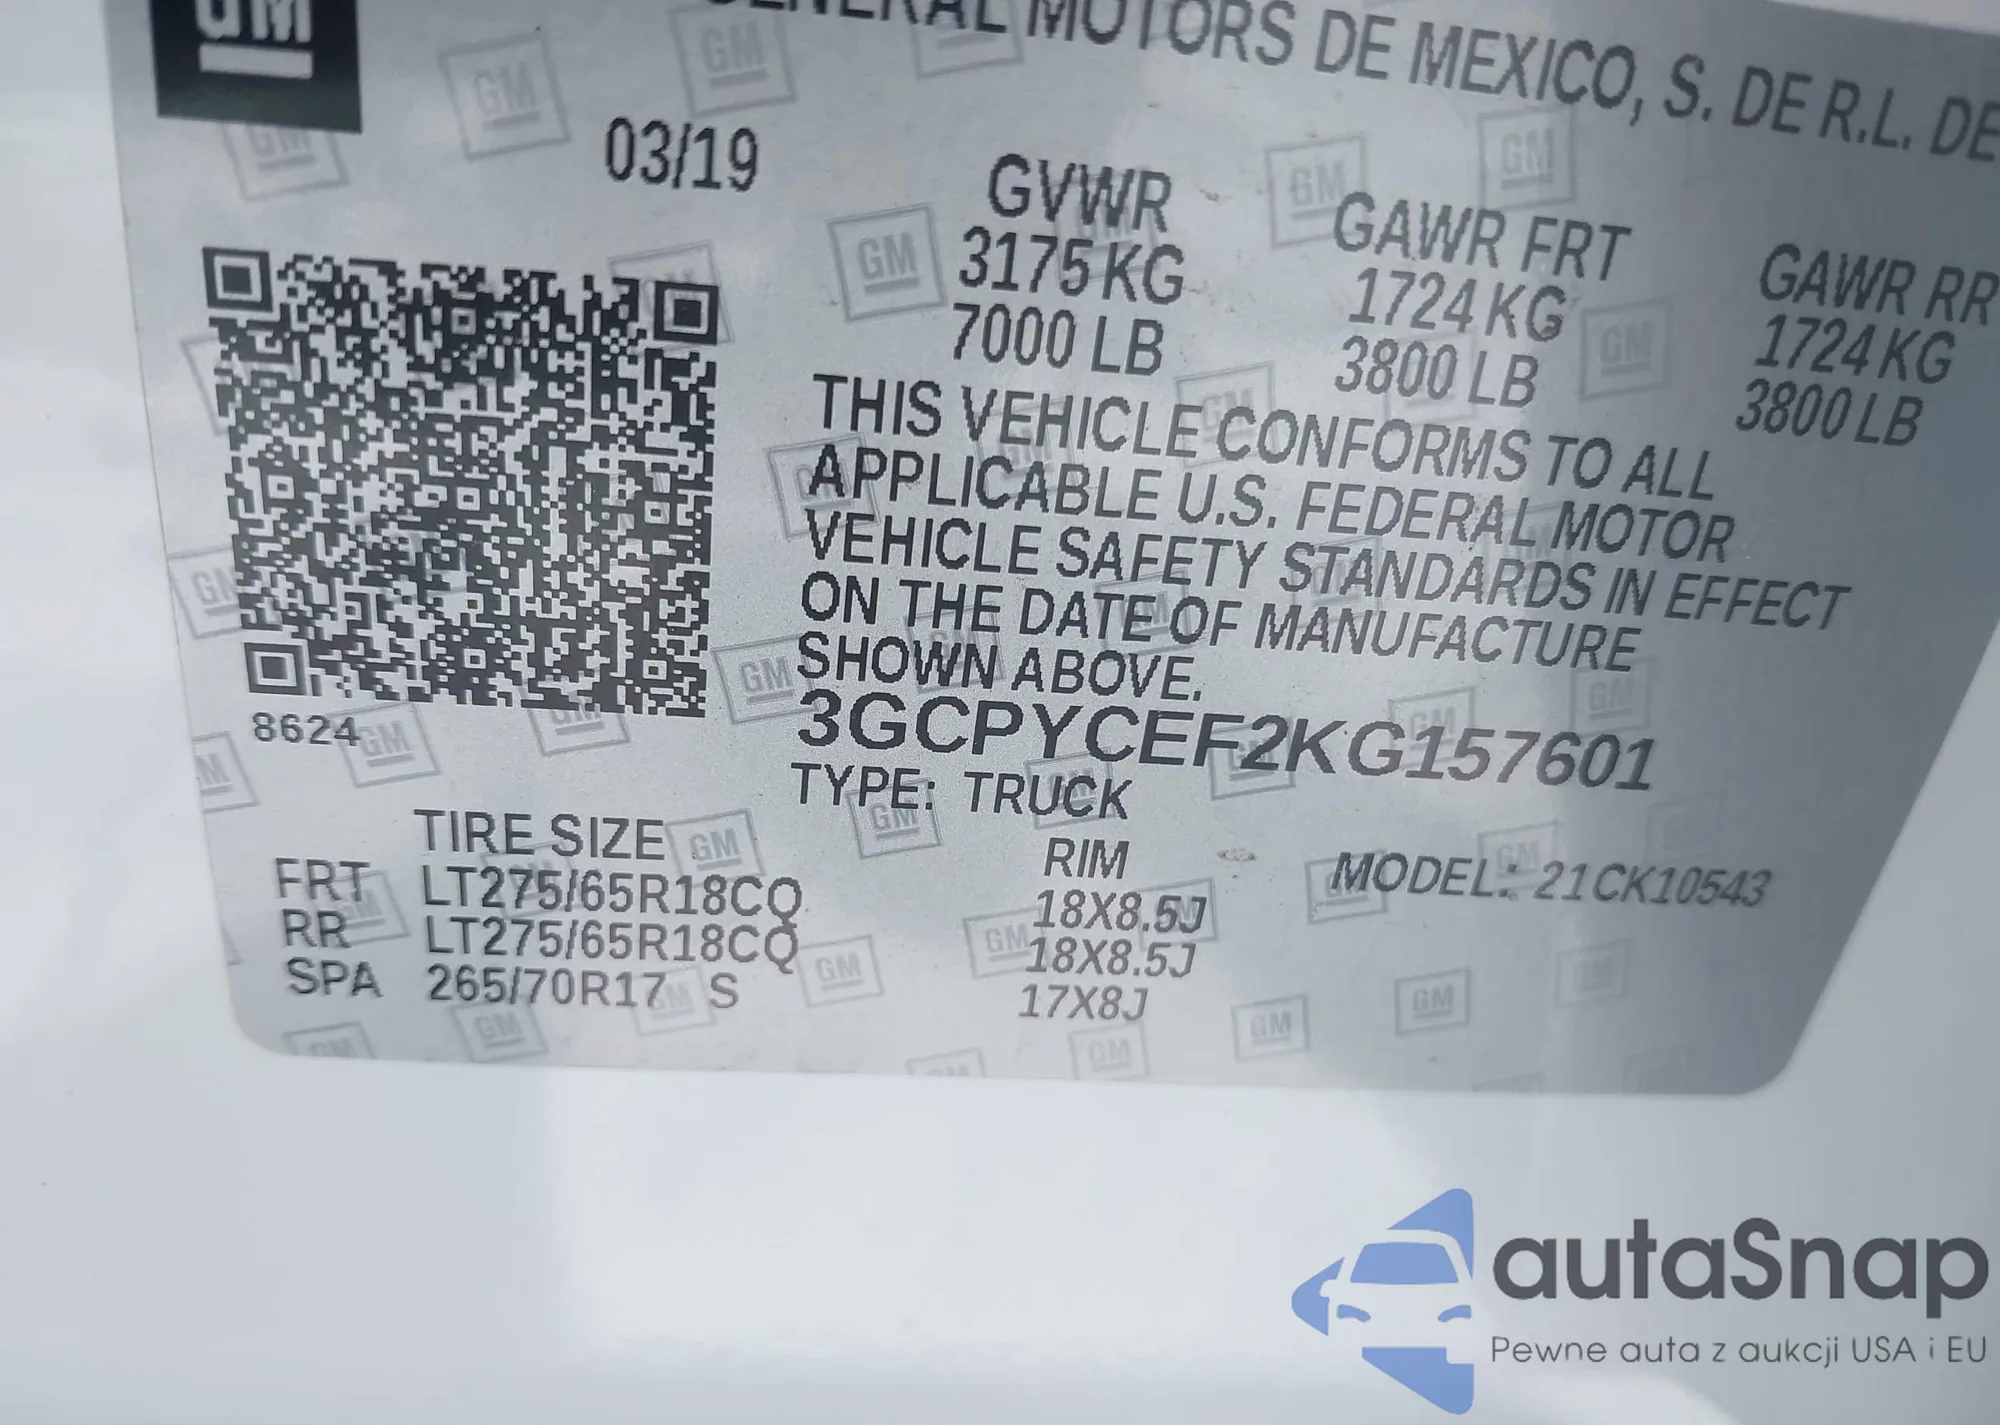 GM
GENERAL MOTORS DE MEXICO, S. DE R.L. DE
03/19
GVWR GAWR FRT GAWR RR
3175 KG 1724 KG 1724 KG
7000 LB 3800 LB 3800 LB
THIS VEHICLE CONFORMS TO ALL
APPLICABLE U.S. FEDERAL MOTOR
VEHICLE SAFETY STANDARDS IN EFFECT
ON THE DATE OF MANUFACTURE
SHOWN ABOVE.
3GCPYCEF2KG157601
8624
TYPE: TRUCK
TIRE SIZE RIM MODEL: 21CK10543
FRT LT275/65R18CQ 18X8.5J
RR LT275/65R18CQ 18X8.5J
SPA 265/70R17 S 17X8J
autaSnap
Pewne auta z aukcji USA i EU